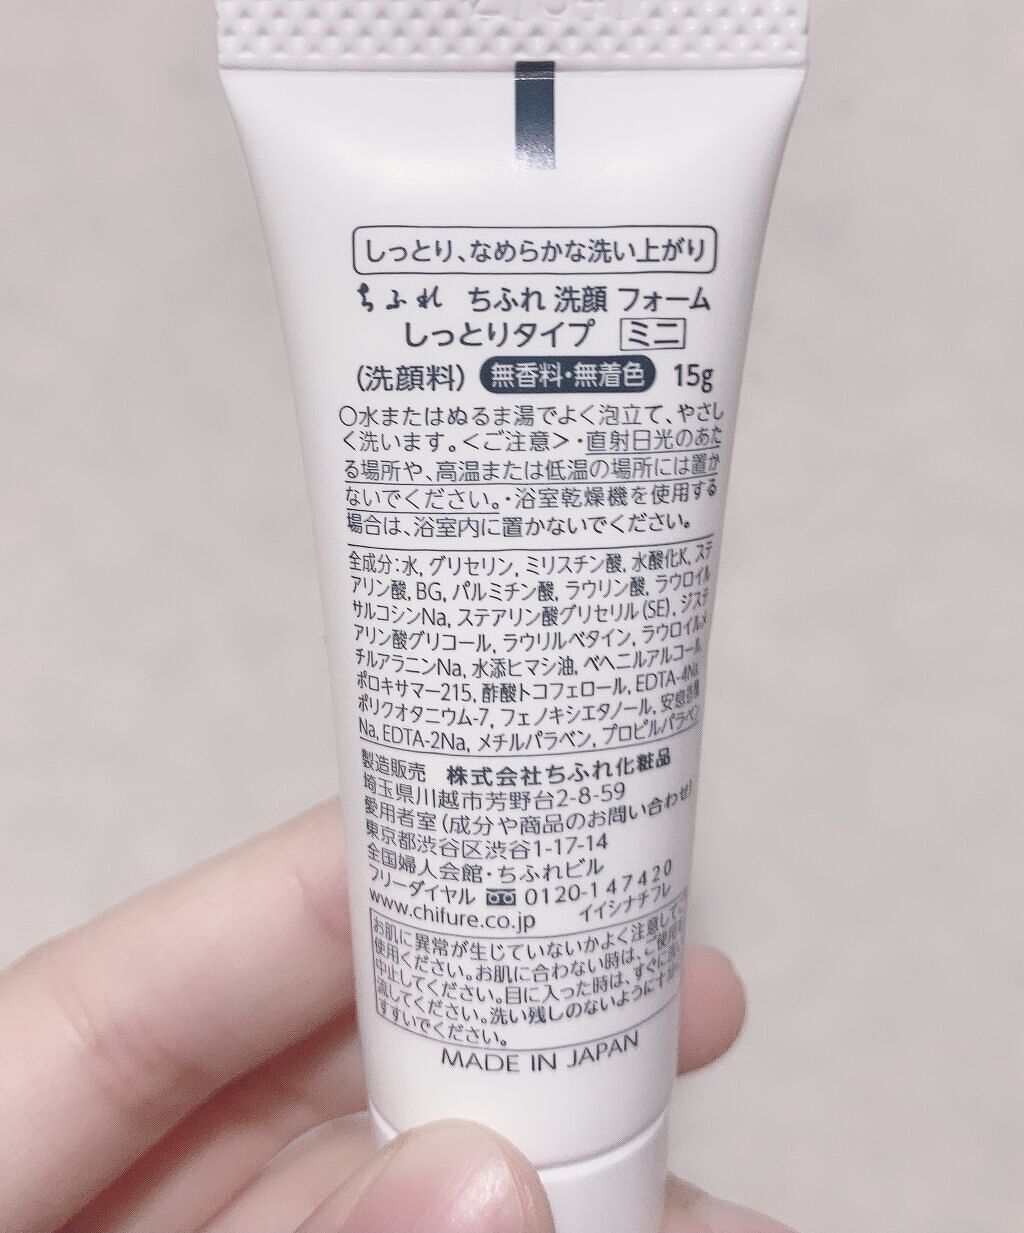 しっとり、なめらかな洗い上がり
ちふれ ちふれ 洗顔 フォーム
しっとりタイプ ミニ
(洗顔料) 無香料・無着色 15g
○水またはぬるま湯でよく泡立て、やさし
く洗います。<ご注意>・直射日光のあた
る場所や、高温または低温の場所には置か
ないでください。・浴室乾燥機を使用する
場合は、浴室内に置かないでください。
全成分:水, グリセリン, ミリスチン酸, 水酸化K, ステ
アリン酸, BG, パルミチン酸, ラウリン酸, ラウロイル
サルコシンNa, ステアリン酸グリセリル(SE), ジステ
アリン酸グリコール, ラウリルベタイン, ラウロイルメ
チルアラニンNa, 水添ヒマシ油, ベヘニルアルコール,
ポロキサマー215, 酢酸トコフェロール, EDTA-4Na,
ポリクオタニウム-7, フェノキシエタノール, 安息香酸
Na, EDTA-2Na, メチルパラベン, プロピルパラベン
製造販売 株式会社ちふれ化粧品
埼玉県川越市芳野台2-8-59
愛用者室(成分や商品のお問い合わせ)
東京都渋谷区渋谷1-17-14
全国婦人会館・ちふれビル
フリーダイヤル 0120-147420
イイシナチフレ
www.chifure.co.jp
お肌に異常が生じていないかよく注意して
使用ください。お肌に合わない時は、ご使用を
中止してください。目に入った時は、すぐに洗い
流してください。洗い残しのないように十分に
すすいでください。
MADE IN JAPAN